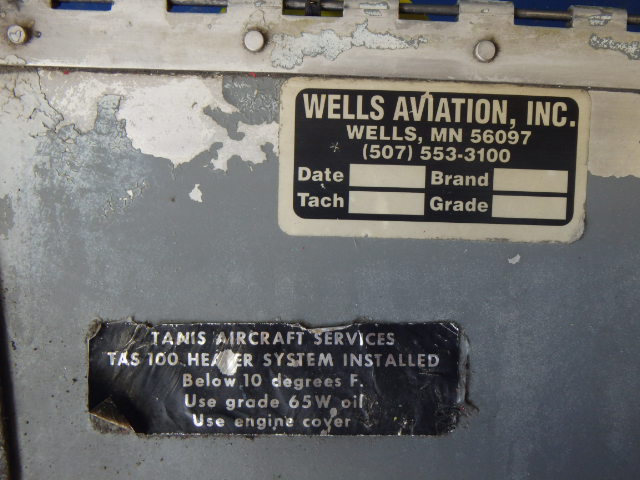 WELLS AVIATION, INC.
WELLS, MN 56097
(507) 553-3100
Date Brand
Tach Grade
TANIS AIRCRAFT SERVICES
TAS 100 HEATER SYSTEM INSTALLED
Below 10 degrees F.
Use grade 65W oil
Use engine cover